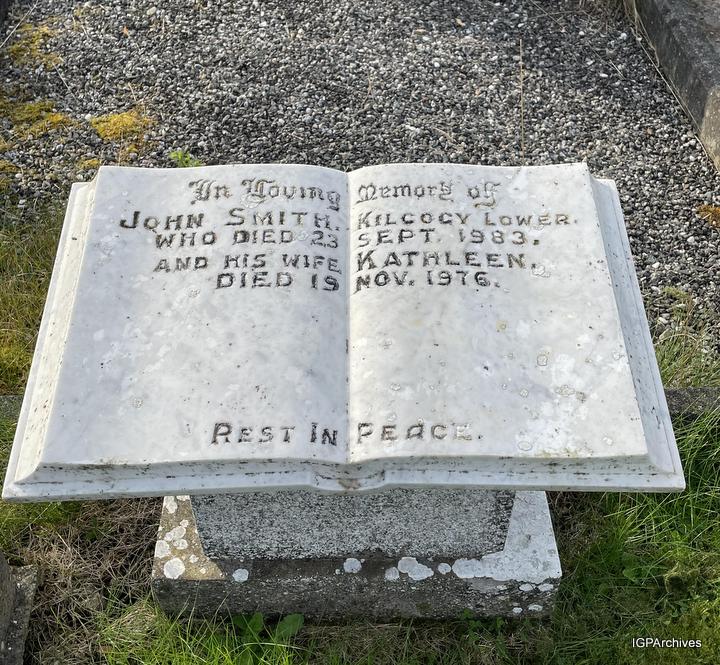 In Loving Memory of
JOHN SMITH. KILCOCY LOWER.
WHO DIED 23 SEPT. 1983.
AND HIS WIFE KATHLEEN.
DIED 19 NOV. 1976.
REST IN PEACE.
IGPArchives